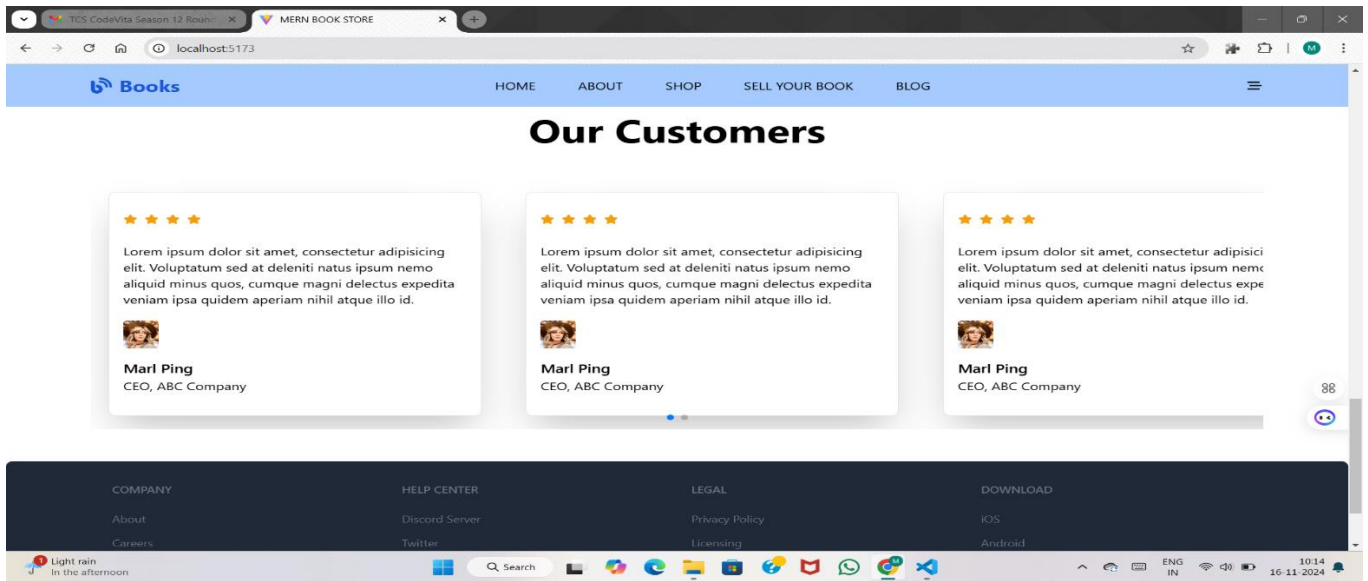 TCS CodeVita Season 12 Round
MERN BOOK STORE
localhost:5173
M
Books
HOME
ABOUT
SHOP
SELL YOUR BOOK
BLOG
Our Customers
Lorem ipsum dolor sit amet, consectetur adipisicing
elit. Voluptatum sed at deleniti natus ipsum nemo
aliquid minus quos, cumque magni delectus expedita
veniam ipsa quidem aperiam nihil atque illo id.
Marl Ping
CEO, ABC Company
Lorem ipsum dolor sit amet, consectetur adipisicing
elit. Voluptatum sed at deleniti natus ipsum nemo
aliquid minus quos, cumque magni delectus expedita
veniam ipsa quidem aperiam nihil atque illo id.
Marl Ping
CEO, ABC Company
Lorem ipsum dolor sit amet, consectetur adipisici
elit. Voluptatum sed at deleniti natus ipsum nemo
aliquid minus quos, cumque magni delectus expe
veniam ipsa quidem aperiam nihil atque illo id.
Marl Ping
CEO, ABC Company
COMPANY
HELP CENTER
LEGAL
DOWNLOAD
About
Discord Server
Privacy Policy
iOS
Careers
Twitter
Licensing
Android
1
Light rain
In the afternoon
Search
ENG
IN
10:14
16-11-2024